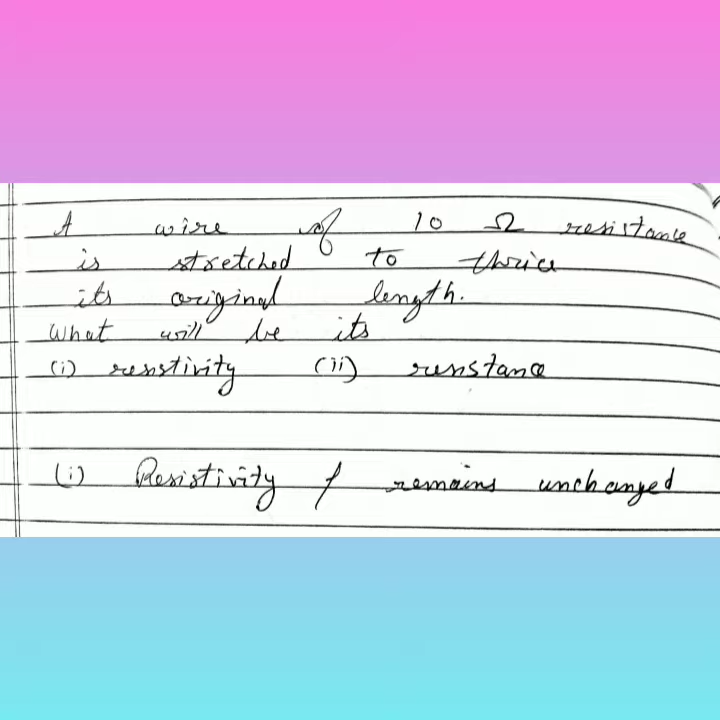 A wire of 10 Ω resistance
is stretched to thrice
its original length.
What will be its
(i) resistivity (ii) resistance
(i) Resistivity ρ remains unchanged